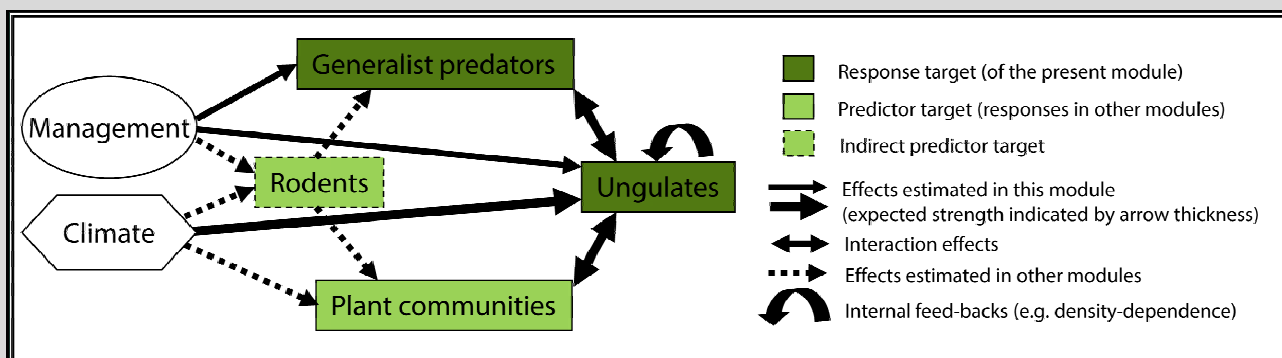 Generalist predators
Management
Rodents
Ungulates
Climate
Plant communities
Response target (of the present module)
Predictor target (responses in other modules)
Indirect predictor target
Effects estimated in this module
(expected strength indicated by arrow thickness)
Interaction effects
Effects estimated in other modules
Internal feed-backs (e.g. density-dependence)